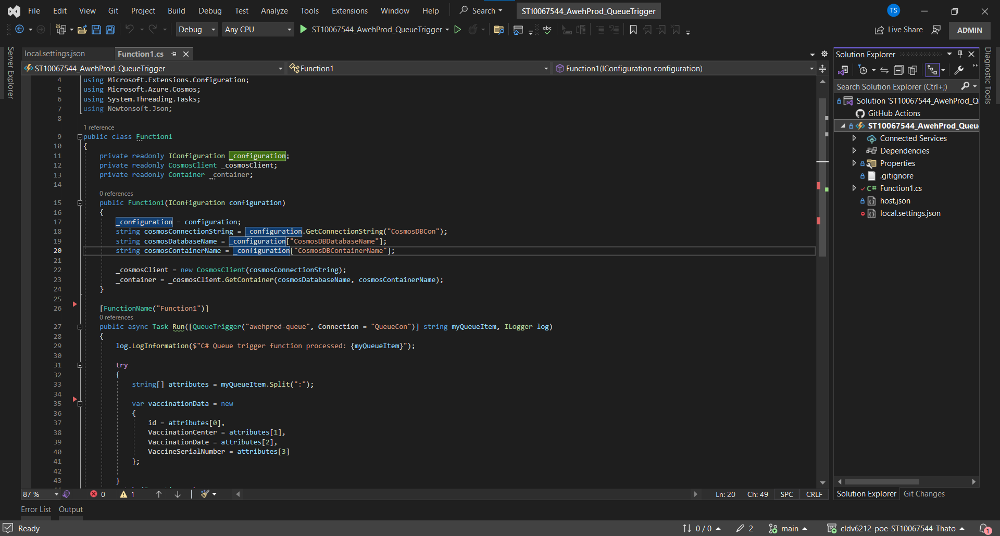 File Edit View Git Project Build Debug Test Analyze Tools Extensions Window Help Search ST10067544_AwehProd_QueueTrigger TS
Debug Any CPU ST10067544_AwehProd_QueueTrigger abc Live Share ADMIN
Server Explorer
local.settings.json Function1.cs
ST10067544_AwehProd_QueueTrigger Function1 Function1(IConfiguration configuration)
4 using Microsoft.Extensions.Configuration;
5 using Microsoft.Azure.Cosmos;
6 using System.Threading.Tasks;
7 using Newtonsoft.Json;
8
1 reference
9 public class Function1
10 {
11 private readonly IConfiguration _configuration;
12 private readonly CosmosClient _cosmosClient;
13 private readonly Container _container;
14
0 references
15 public Function1(IConfiguration configuration)
16 {
17 _configuration = configuration;
18 string cosmosConnectionString = _configuration.GetConnectionString("CosmosDBCon");
19 string cosmosDatabaseName = _configuration["CosmosDBDatabaseName"];
20 string cosmosContainerName = _configuration["CosmosDBContainerName"];
21
22 _cosmosClient = new CosmosClient(cosmosConnectionString);
23 _container = _cosmosClient.GetContainer(cosmosDatabaseName, cosmosContainerName);
24 }
25
26 [FunctionName("Function1")]
0 references
27 public async Task Run([QueueTrigger("awehprod-queue", Connection = "QueueCon")] string myQueueItem, ILogger log)
28 {
29 log.LogInformation($"C# Queue trigger function processed: {myQueueItem}");
30
31 try
32 {
33 string[] attributes = myQueueItem.Split(":");
34
35 var vaccinationData = new
36 {
37 id = attributes[0],
38 VaccinationCenter = attributes[1],
39 VaccinationDate = attributes[2],
40 VaccineSerialNumber = attributes[3]
41 };
42
43 }
87 % 0 1 Ln: 20 Ch: 49 SPC CRLF
Solution Explorer
Search Solution Explorer (Ctrl+;)
Solution 'ST10067544_AwehProd_Q
GitHub Actions
ST10067544_AwehProd_Queu
Connected Services
Dependencies
Properties
.gitignore
C# Function1.cs
host.json
local.settings.json
Solution Explorer Git Changes
Diagnostic Tools
Error List Output
Ready 0 / 0 2 main cldv6212-poe-ST10067544-Thato 1